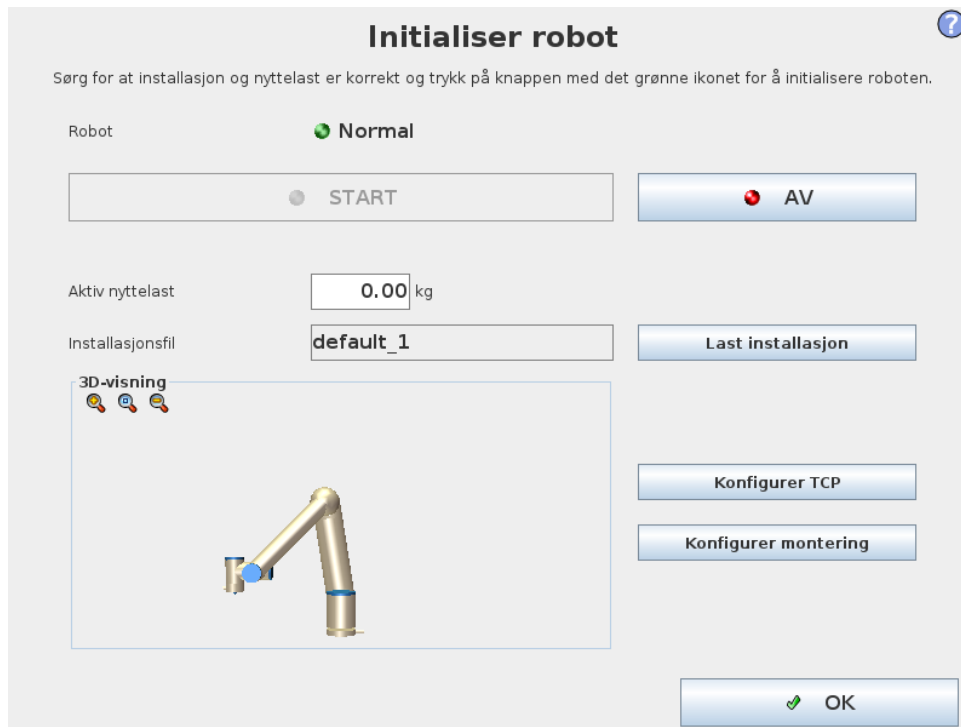 Initialiser robot
?
Sørg for at installasjon og nyttelast er korrekt og trykk på knappen med det grønne ikonet for å initialisere roboten.
Robot Normal
START AV
Aktiv nyttelast 0.00 kg
Installasjonsfil default_1 Last installasjon
3D-visning
Konfigurer TCP
Konfigurer montering
OK